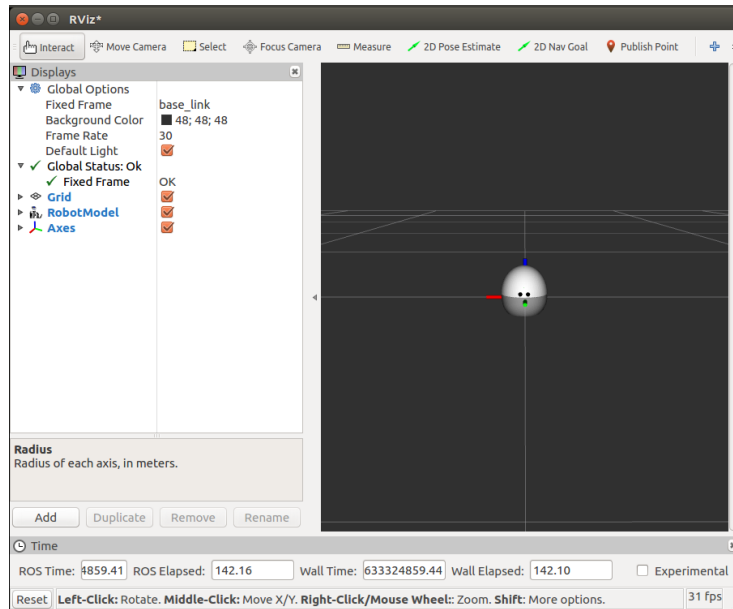 RViz*
Interact Move Camera Select Focus Camera Measure 2D Pose Estimate 2D Nav Goal Publish Point
Displays
Global Options
Fixed Frame base_link
Background Color 48; 48; 48
Frame Rate 30
Default Light
Global Status: Ok
Fixed Frame OK
Grid
RobotModel
Axes
Radius
Radius of each axis, in meters.
Add Duplicate Remove Rename
Time
ROS Time: 4859.41 ROS Elapsed: 142.16 Wall Time: 633324859.44 Wall Elapsed: 142.10 Experimental
Reset Left-Click: Rotate. Middle-Click: Move X/Y. Right-Click/Mouse Wheel:: Zoom. Shift: More options. 31 fps